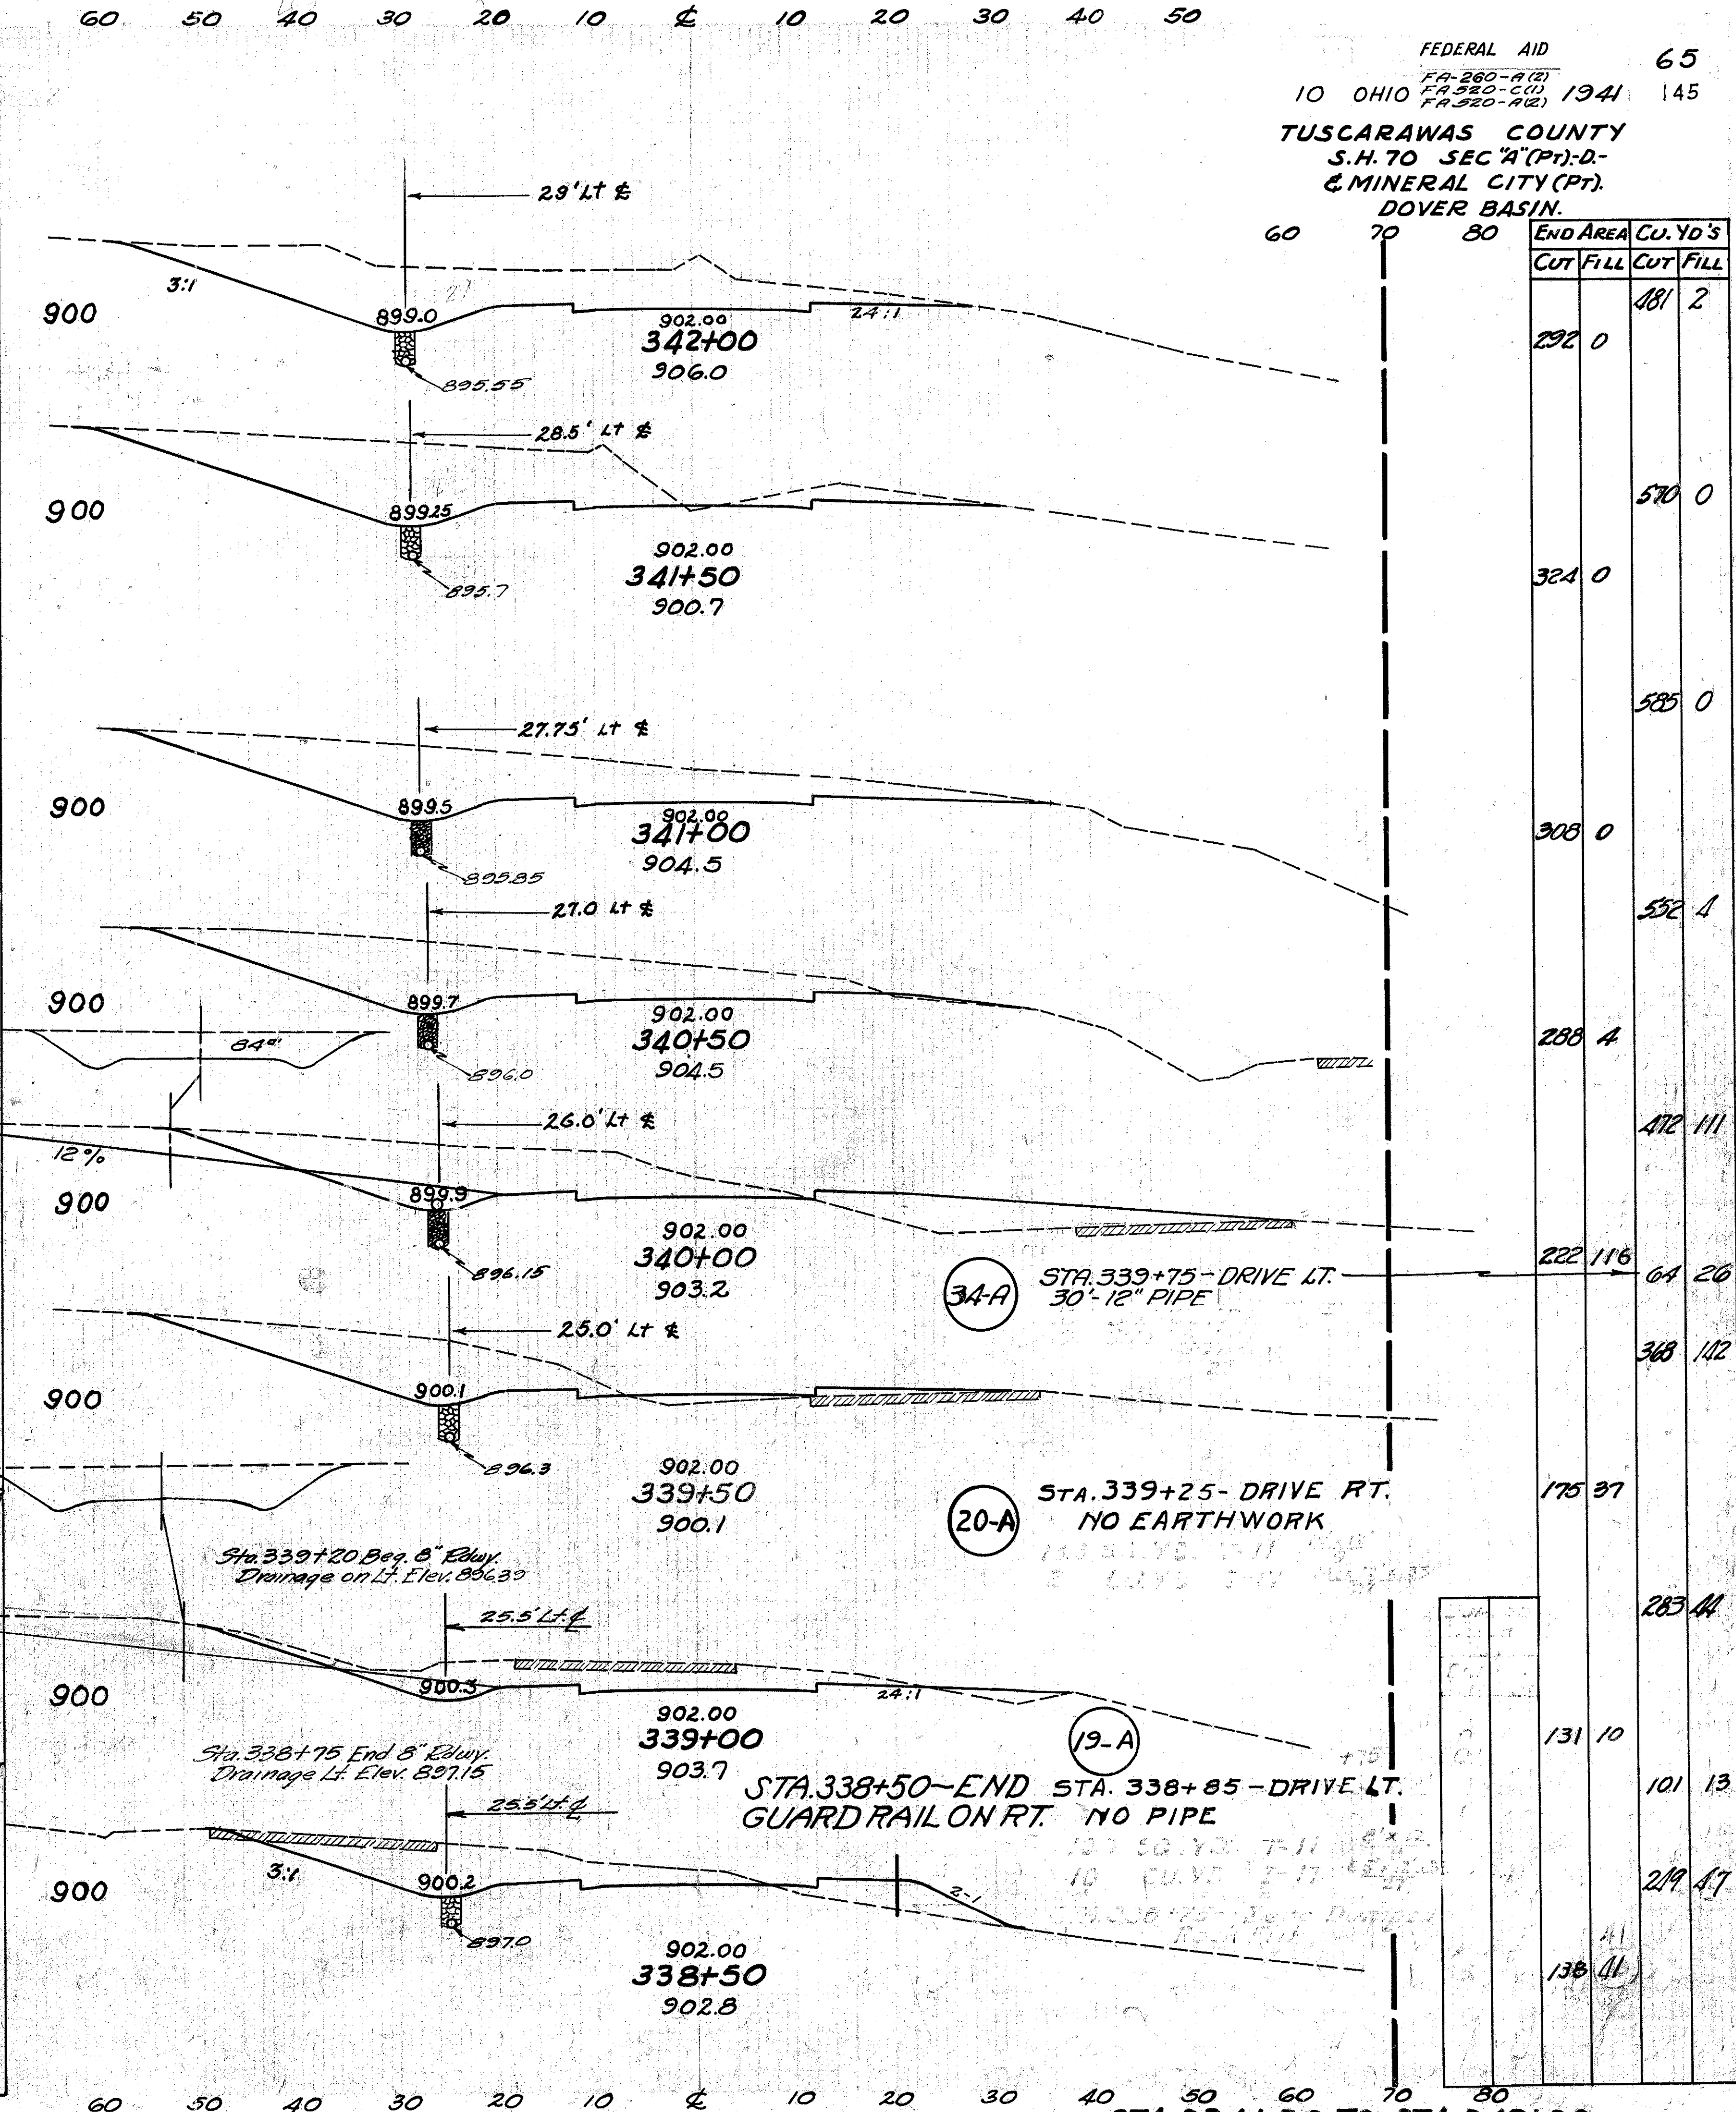 60 50 40 30 20 10 ℄ 10 20 30 40 50
FEDERAL AID
65
10 OHIO
FA-260-A(2)
FA520-C(1)
FA520-A(2)
1941
145
TUSCARAWAS COUNTY
S.H. 70 SEC "A"(PT)-D.-
& MINERAL CITY (PT).
DOVER BASIN.
60 70 80
END AREA CU. YD'S
CUT FILL CUT FILL
29' Lt ℄
3:1
900
899.0
902.00
342+00
906.0
24:1
895.55
481 2
292 0
28.5' Lt ℄
900
899.25
902.00
341+50
900.7
895.7
570 0
324 0
585 0
27.75' Lt ℄
900
899.5
902.00
341+00
904.5
895.85
308 0
552 4
27.0 Lt ℄
900
899.7
902.00
340+50
904.5
896.0
288 4
472 111
26.0' Lt ℄
12%
900
899.9
902.00
340+00
903.2
896.15
222 116
34-A
STA. 339+75 - DRIVE LT.
30'-12" PIPE
64 26
368 142
25.0' Lt ℄
900
900.1
902.00
339+50
900.1
896.3
175 37
20-A
STA. 339+25- DRIVE RT.
NO EARTHWORK
Sta. 339+20 Beg. 8" Rdwy.
Drainage on Lt. Elev. 896.39
283 44
25.5' Lt. ℄
900
900.3
902.00
339+00
903.7
24:1
131 10
19-A
Sta. 338+75 End 8" Rdwy.
Drainage Lt. Elev. 897.15
STA. 338+50~END
GUARD RAIL ON RT.
STA. 338+85 - DRIVE LT.
NO PIPE
101 13
25.5' Lt. ℄
3:1
900
900.2
2-1
902.00
338+50
902.8
897.0
249 47
41
138 41
60 50 40 30 20 10 ℄ 10 20 30 40 50 60 70 80